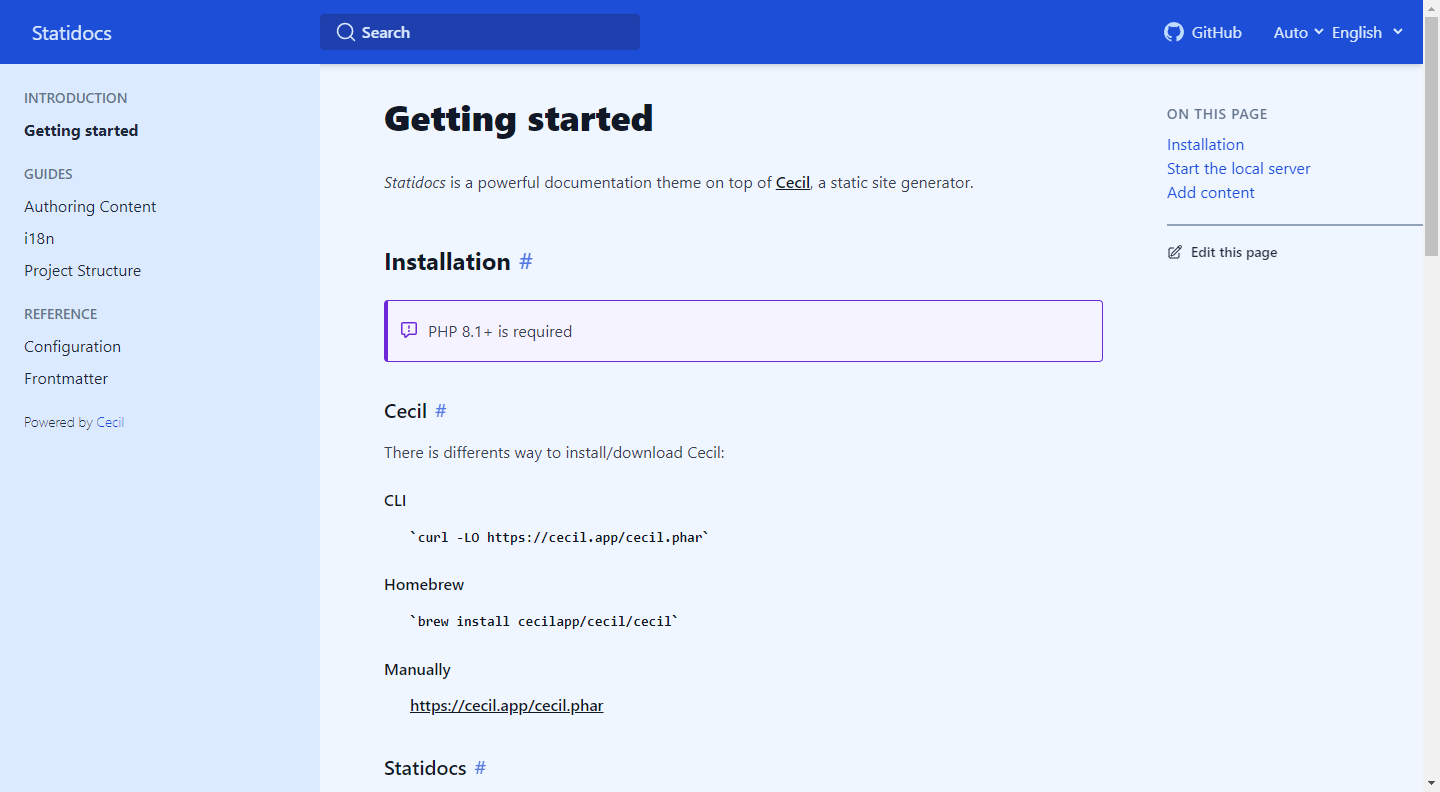 Statidocs
Search
GitHub
Auto
English
INTRODUCTION
Getting started
GUIDES
Authoring Content
i18n
Project Structure
REFERENCE
Configuration
Frontmatter
Powered by Cecil
Getting started
Statidocs is a powerful documentation theme on top of Cecil, a static site generator.
Installation #
PHP 8.1+ is required
Cecil #
There is differents way to install/download Cecil:
CLI
`curl -LO https://cecil.app/cecil.phar`
Homebrew
`brew install cecilapp/cecil/cecil`
Manually
https://cecil.app/cecil.phar
Statidocs #
ON THIS PAGE
Installation
Start the local server
Add content
Edit this page